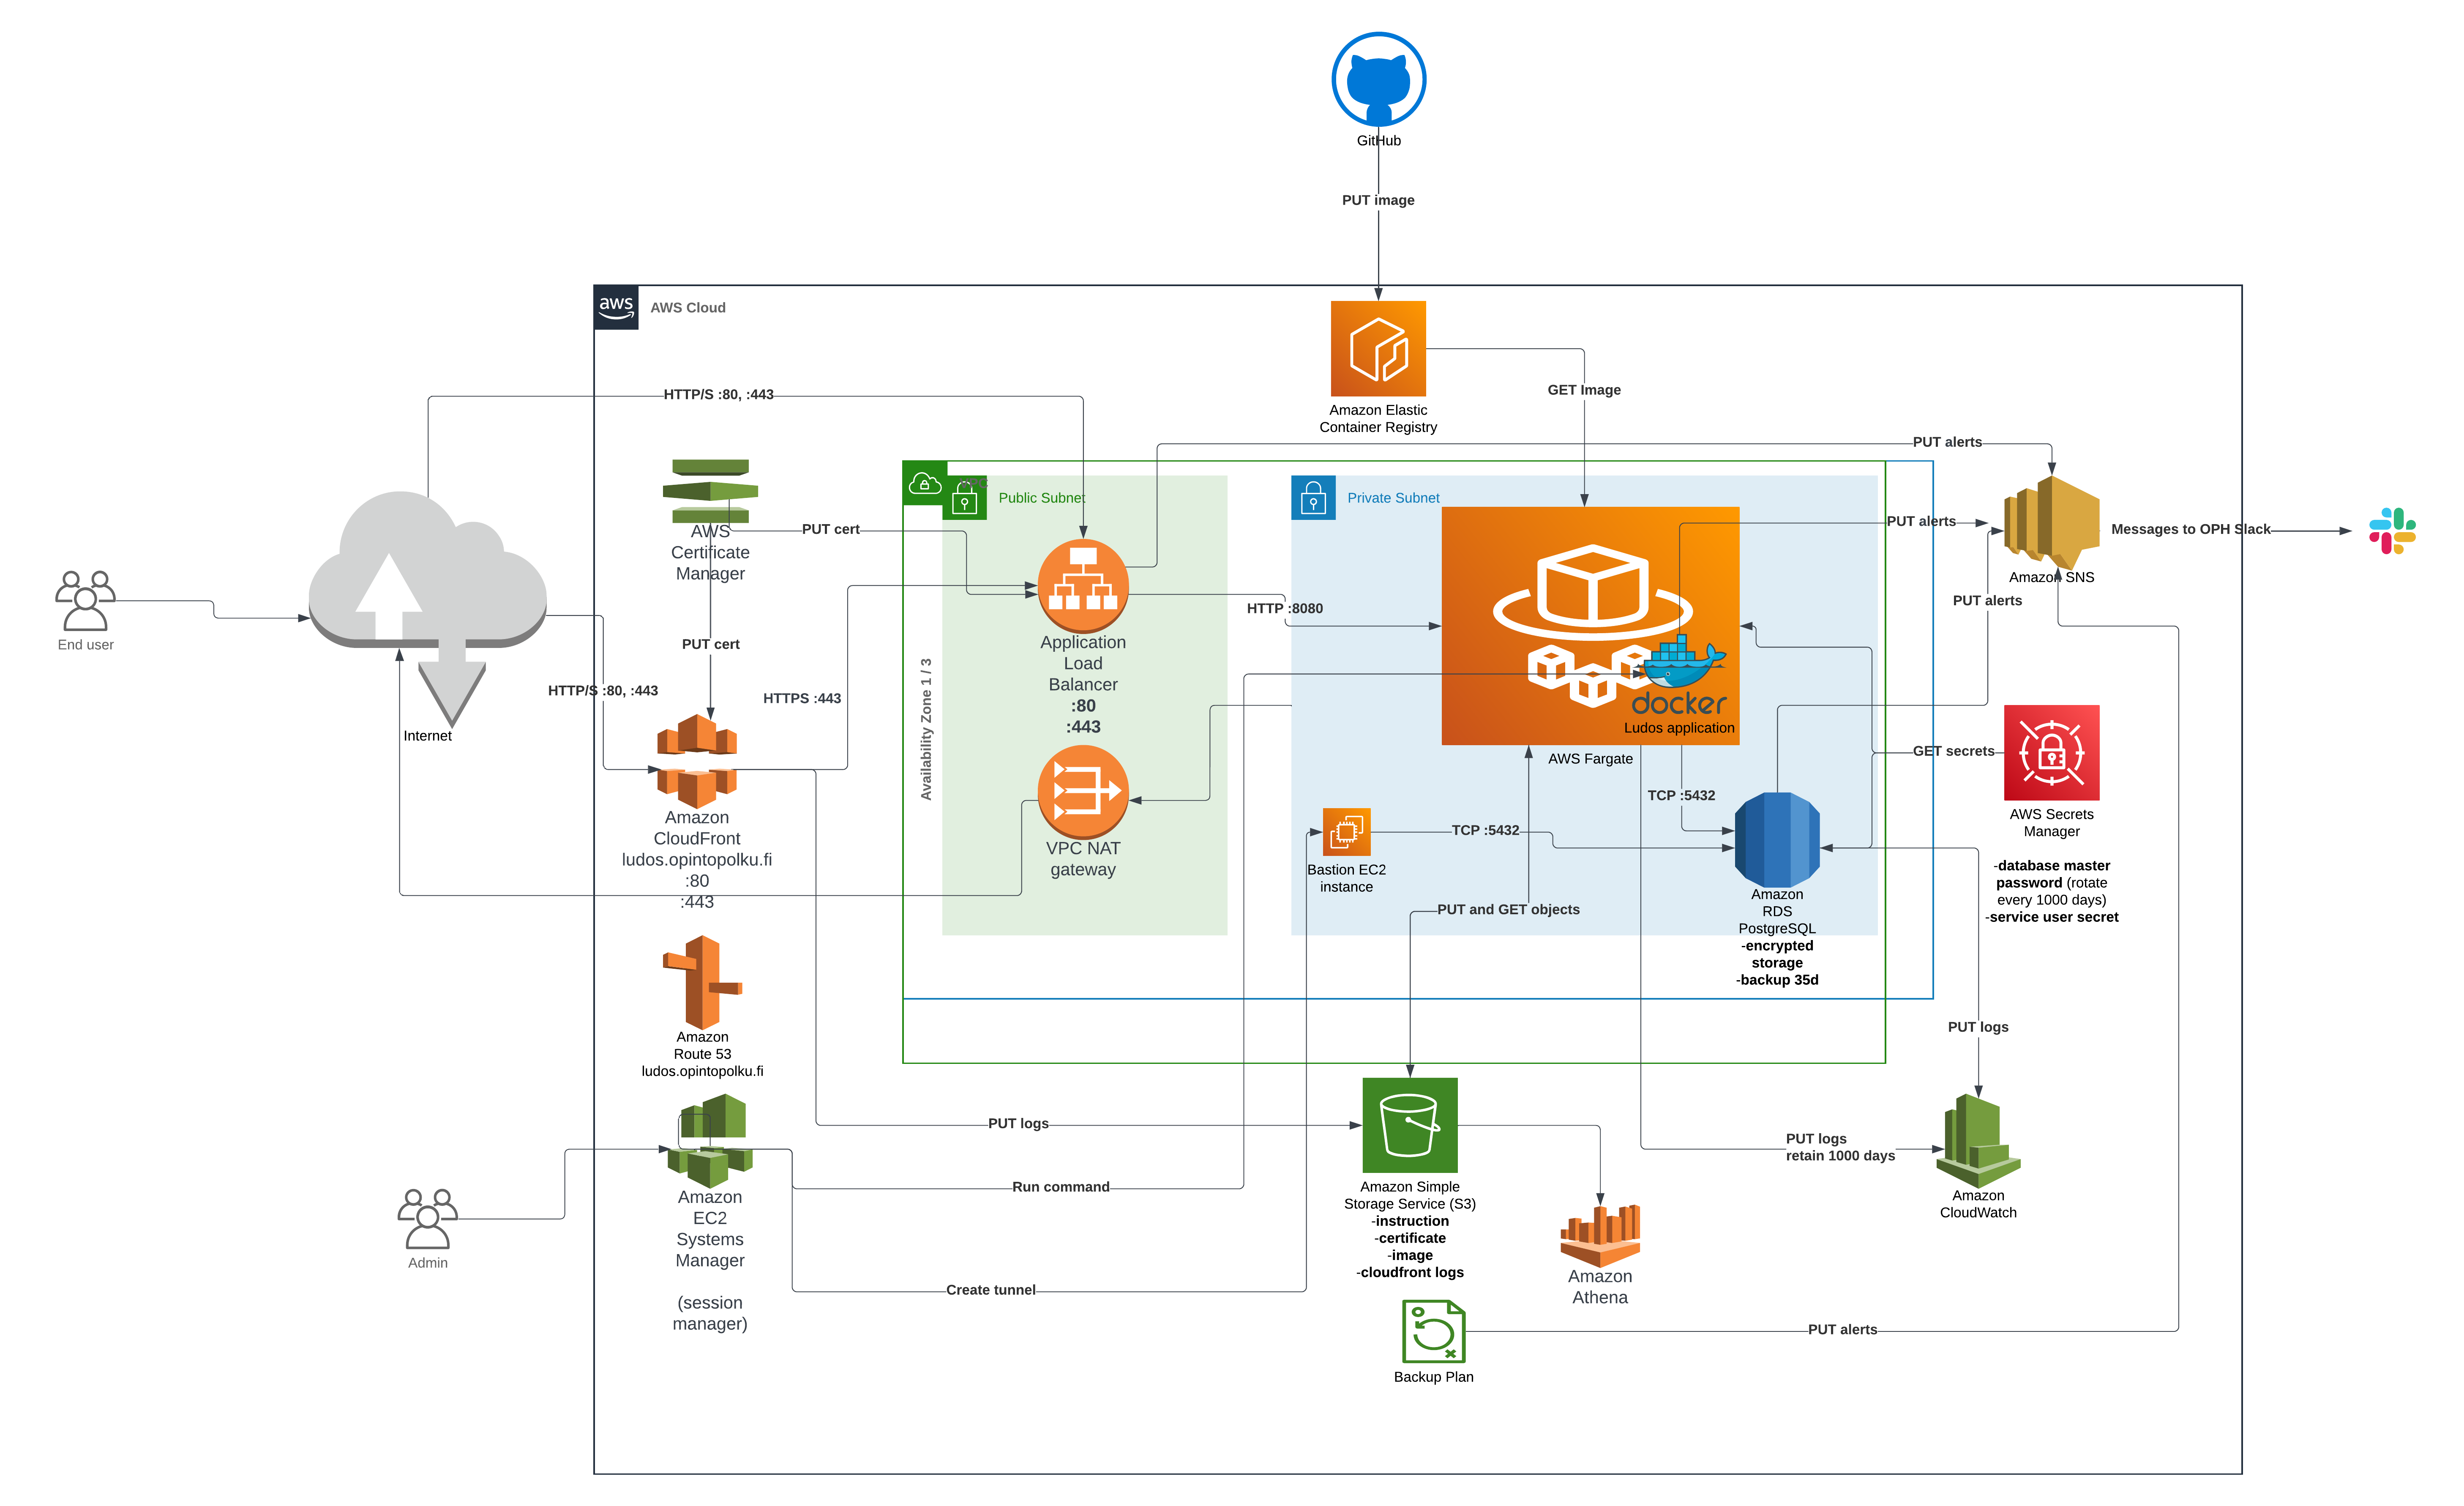 GitHub
PUT image
aws
AWS Cloud
Amazon Elastic
Container Registry
GET Image
HTTP/S :80, :443
PUT alerts
AWS
Certificate
Manager
PUT cert
PUT cert
VPC
Public Subnet
Private Subnet
Availability Zone 1 / 3
Application
Load
Balancer
:80
:443
HTTP :8080
docker
Ludos application
AWS Fargate
PUT alerts
PUT alerts
Amazon SNS
Messages to OPH Slack
End user
Internet
HTTP/S :80, :443
HTTPS :443
Amazon
CloudFront
ludos.opintopolku.fi
:80
:443
VPC NAT
gateway
Bastion EC2
instance
TCP :5432
TCP :5432
GET secrets
AWS Secrets
Manager
-database master
password (rotate
every 1000 days)
-service user secret
Amazon
RDS
PostgreSQL
-encrypted
storage
-backup 35d
PUT and GET objects
Amazon
Route 53
ludos.opintopolku.fi
PUT logs
PUT logs
PUT logs
retain 1000 days
Amazon
CloudWatch
Run command
Create tunnel
Amazon
EC2
Systems
Manager
(session
manager)
Admin
Amazon Simple
Storage Service (S3)
-instruction
-certificate
-image
-cloudfront logs
Amazon
Athena
Backup Plan
PUT alerts